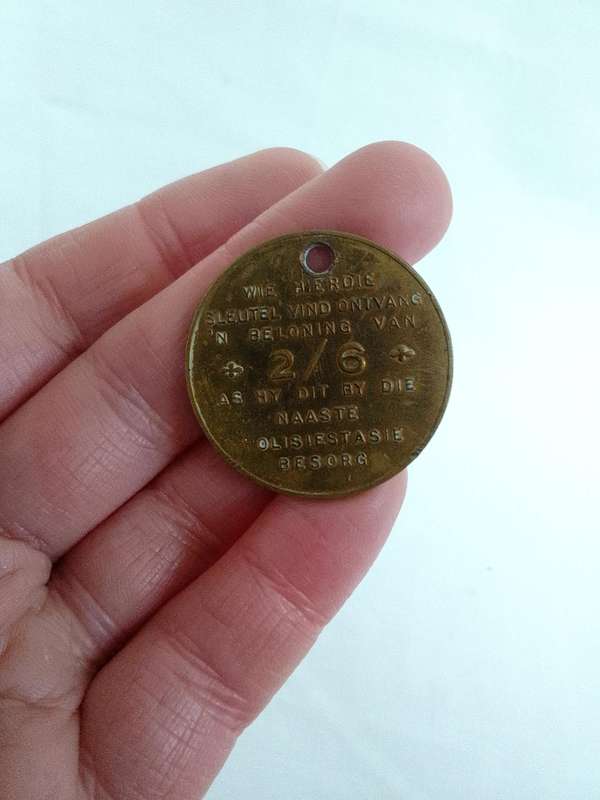 WIE HIERDIE
SLEUTEL VIND ONTVANG
'N BELONING VAN
2/6
AS HY DIT BY DIE
NAASTE
OLISIESTASIE
BESORG